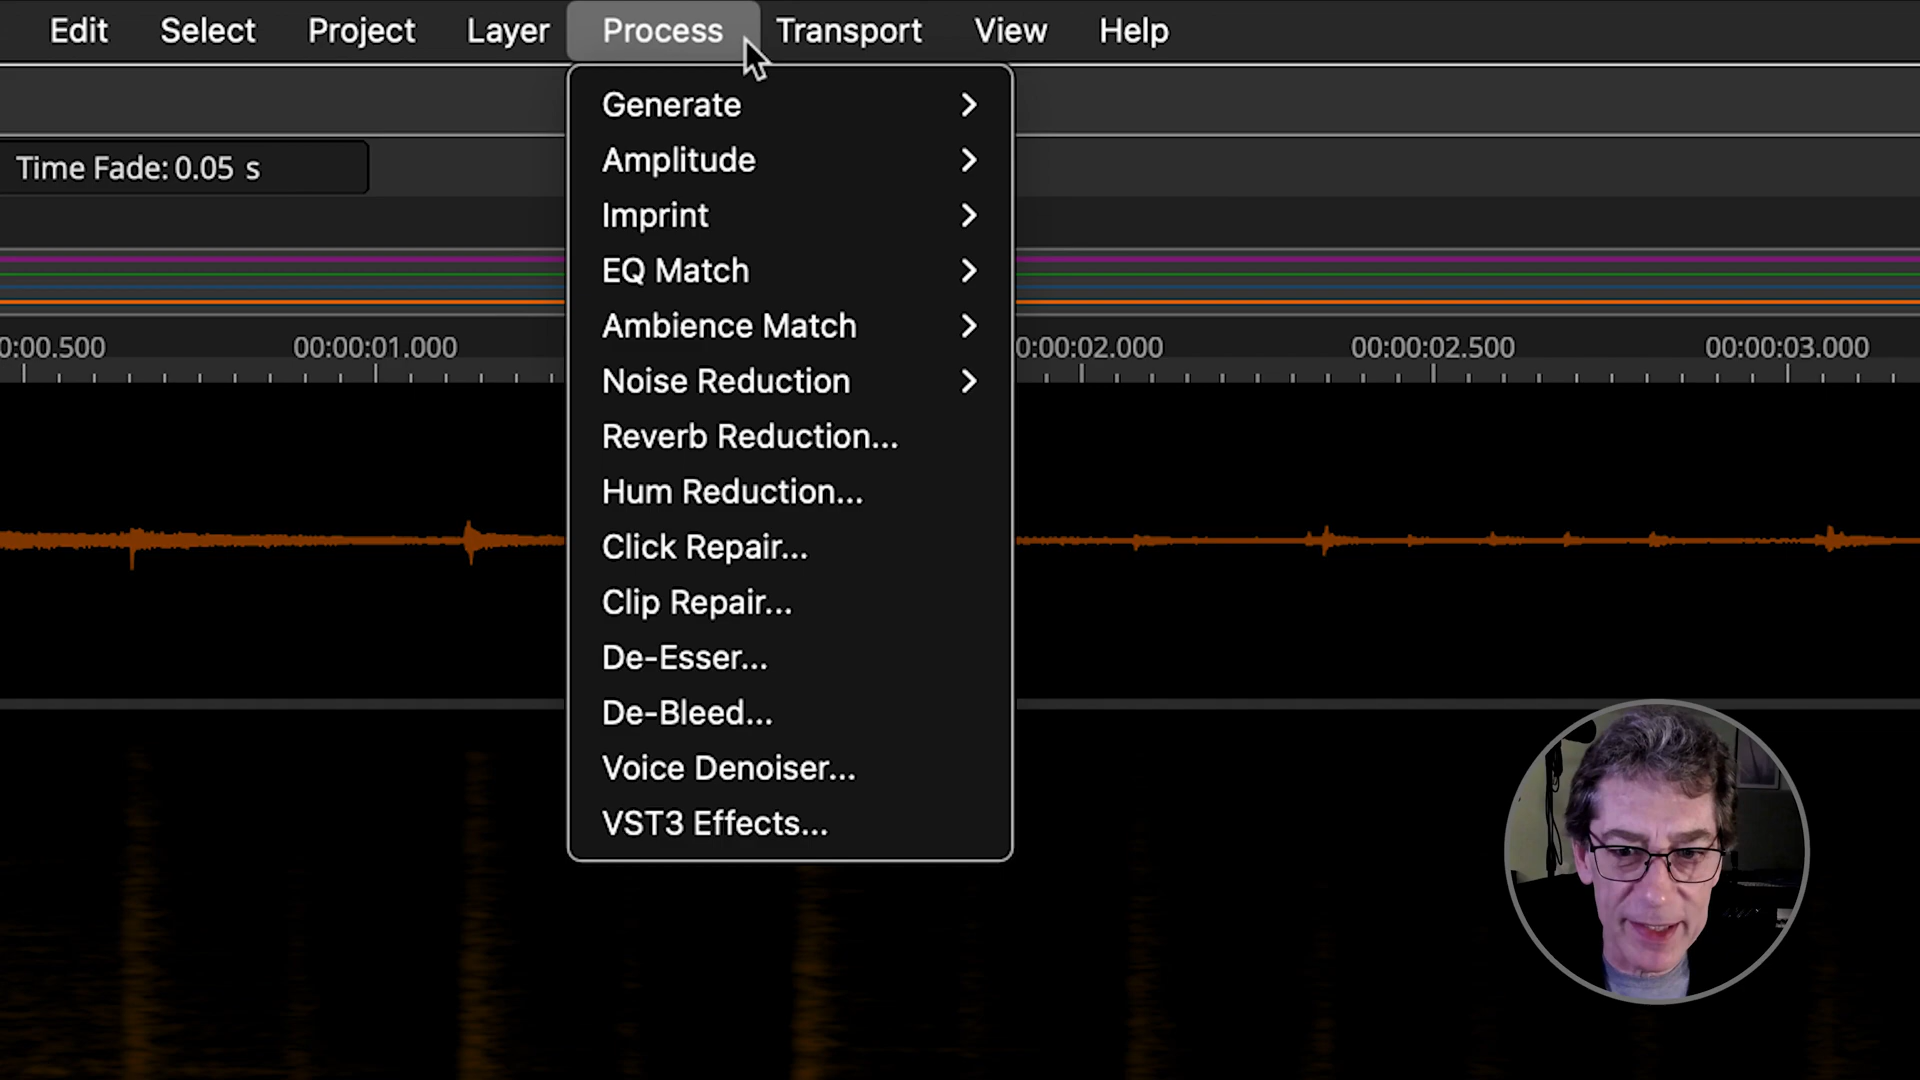 Edit Select Project Layer Process Transport View Help
Generate
Time Fade: 0.05 s
Amplitude
Imprint
EQ Match
Ambience Match
0:00.500 00:00:01.000 0:00:02.000 00:00:02.500 00:00:03.000
Noise Reduction
Reverb Reduction...
Hum Reduction...
Click Repair...
Clip Repair...
De-Esser...
De-Bleed...
Voice Denoiser...
VST3 Effects...